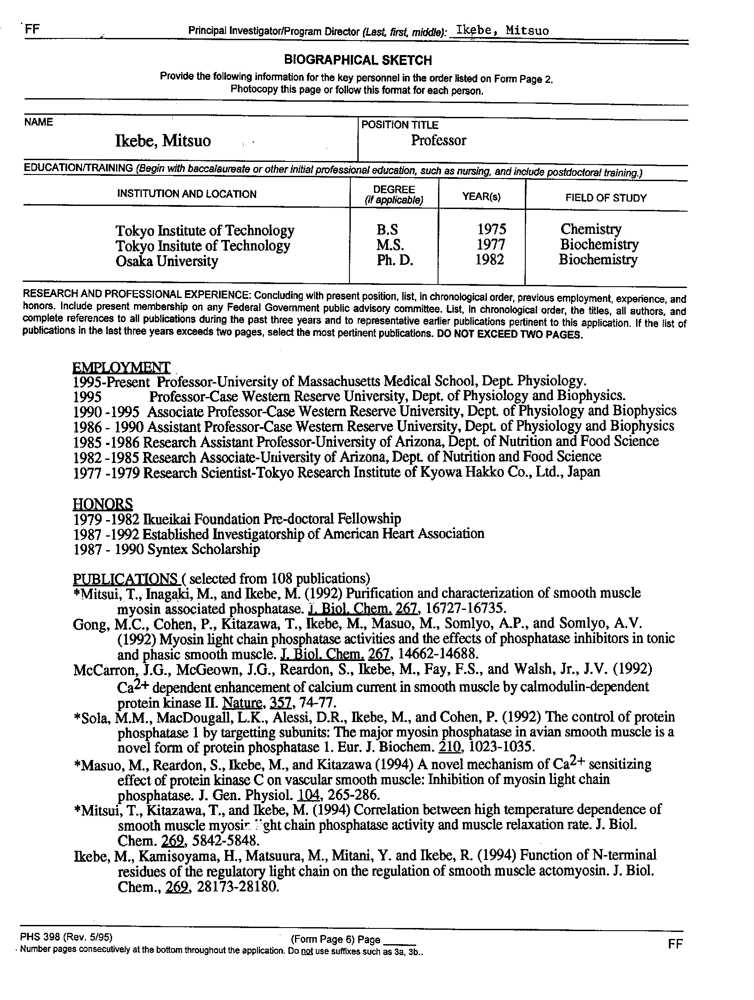 FF
Principal Investigator/Program Director (Last, first, middle): Ikebe, Mitsuo
BIOGRAPHICAL SKETCH
Provide the following information for the key personnel in the order listed on Form Page 2.
Photocopy this page or follow this format for each person.
NAME
Ikebe, Mitsuo
POSITION TITLE
Professor
EDUCATION/TRAINING (Begin with baccalaureate or other initial professional education, such as nursing, and include postdoctoral training.)
INSTITUTION AND LOCATION
DEGREE
(if applicable)
YEAR(s)
FIELD OF STUDY
Tokyo Institute of Technology B.S 1975 Chemistry
Tokyo Insitute of Technology M.S. 1977 Biochemistry
Osaka University Ph. D. 1982 Biochemistry
RESEARCH AND PROFESSIONAL EXPERIENCE: Concluding with present position, list, in chronological order, previous employment, experience, and
honors. Include present membership on any Federal Government public advisory committee. List, in chronological order, the titles, all authors, and
complete references to all publications during the past three years and to representative earlier publications pertinent to this application. If the list of
publications in the last three years exceeds two pages, select the most pertinent publications. DO NOT EXCEED TWO PAGES.
EMPLOYMENT
1995-Present Professor-University of Massachusetts Medical School, Dept. Physiology.
1995 Professor-Case Western Reserve University, Dept. of Physiology and Biophysics.
1990 -1995 Associate Professor-Case Western Reserve University, Dept. of Physiology and Biophysics
1986 - 1990 Assistant Professor-Case Western Reserve University, Dept. of Physiology and Biophysics
1985 -1986 Research Assistant Professor-University of Arizona, Dept. of Nutrition and Food Science
1982 -1985 Research Associate-University of Arizona, Dept. of Nutrition and Food Science
1977 -1979 Research Scientist-Tokyo Research Institute of Kyowa Hakko Co., Ltd., Japan
HONORS
1979 -1982 Ikueikai Foundation Pre-doctoral Fellowship
1987 -1992 Established Investigatorship of American Heart Association
1987 - 1990 Syntex Scholarship
PUBLICATIONS ( selected from 108 publications)
*Mitsui, T., Inagaki, M., and Ikebe, M. (1992) Purification and characterization of smooth muscle
myosin associated phosphatase. J. Biol. Chem. 267, 16727-16735.
Gong, M.C., Cohen, P., Kitazawa, T., Ikebe, M., Masuo, M., Somlyo, A.P., and Somlyo, A.V.
(1992) Myosin light chain phosphatase activities and the effects of phosphatase inhibitors in tonic
and phasic smooth muscle. J. Biol. Chem. 267, 14662-14688.
McCarron, J.G., McGeown, J.G., Reardon, S., Ikebe, M., Fay, F.S., and Walsh, Jr., J.V. (1992)
Ca2+ dependent enhancement of calcium current in smooth muscle by calmodulin-dependent
protein kinase II. Nature, 357, 74-77.
*Sola, M.M., MacDougall, L.K., Alessi, D.R., Ikebe, M., and Cohen, P. (1992) The control of protein
phosphatase 1 by targetting subunits: The major myosin phosphatase in avian smooth muscle is a
novel form of protein phosphatase 1. Eur. J. Biochem. 210, 1023-1035.
*Masuo, M., Reardon, S., Ikebe, M., and Kitazawa (1994) A novel mechanism of Ca2+ sensitizing
effect of protein kinase C on vascular smooth muscle: Inhibition of myosin light chain
phosphatase. J. Gen. Physiol. 104, 265-286.
*Mitsui, T., Kitazawa, T., and Ikebe, M. (1994) Correlation between high temperature dependence of
smooth muscle chain phosphatase activity and muscle relaxation rate. J. Biol.
Chem. 269, 5842-5848.
Ikebe, M., Kamisoyama, H., Matsuura, M., Mitani, Y. and Ikebe, R. (1994) Function of N-terminal
residues of the regulatory light chain on the regulation of smooth muscle actomyosin. J. Biol.
Chem., 269, 28173-28180.
PHS 398 (Rev. 5/95) (Form Page 6) Page ______ FF
Number pages consecutively at the bottom throughout the application. Do not use suffixes such as 3a, 3b..